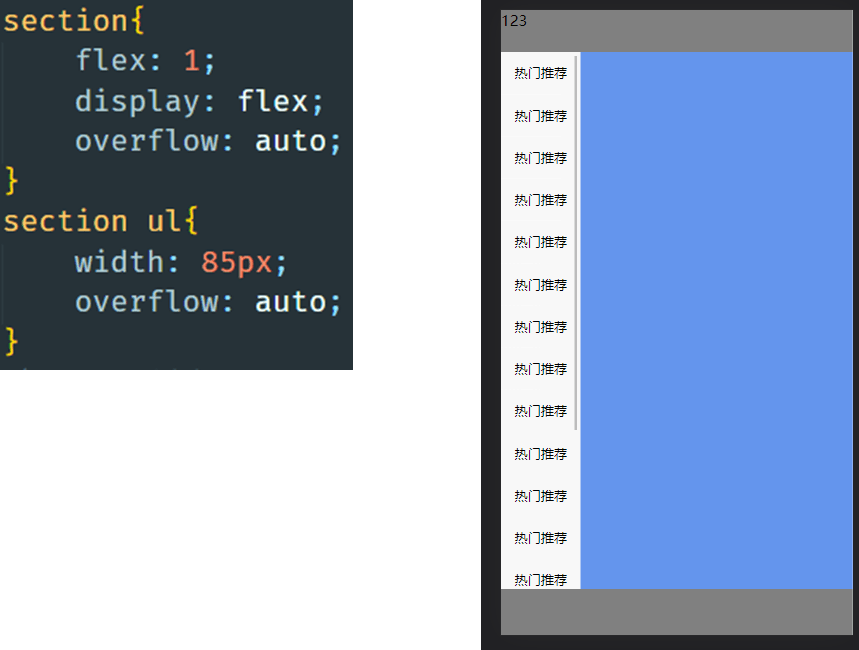 section{
    flex: 1;
    display: flex;
    overflow: auto;
}
section ul{
    width: 85px;
    overflow: auto;
}
123
热门推荐
热门推荐
热门推荐
热门推荐
热门推荐
热门推荐
热门推荐
热门推荐
热门推荐
热门推荐
热门推荐
热门推荐
热门推荐